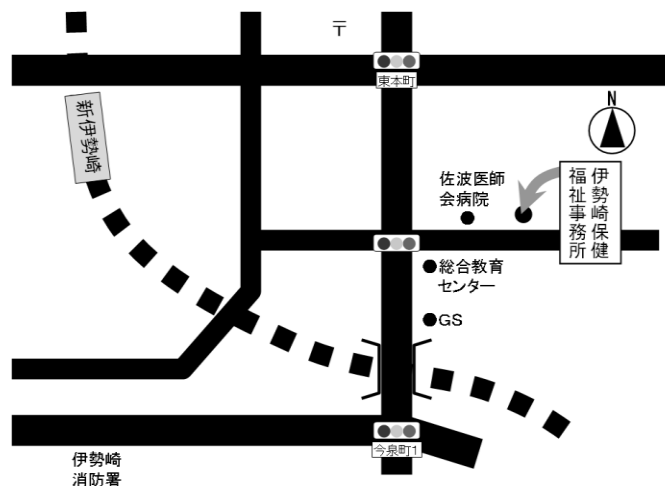 〒
東本町
N
新伊勢崎
佐波医師
会病院
伊勢崎保健
福祉事務所
総合教育
センター
GS
今泉町1
伊勢崎
消防署